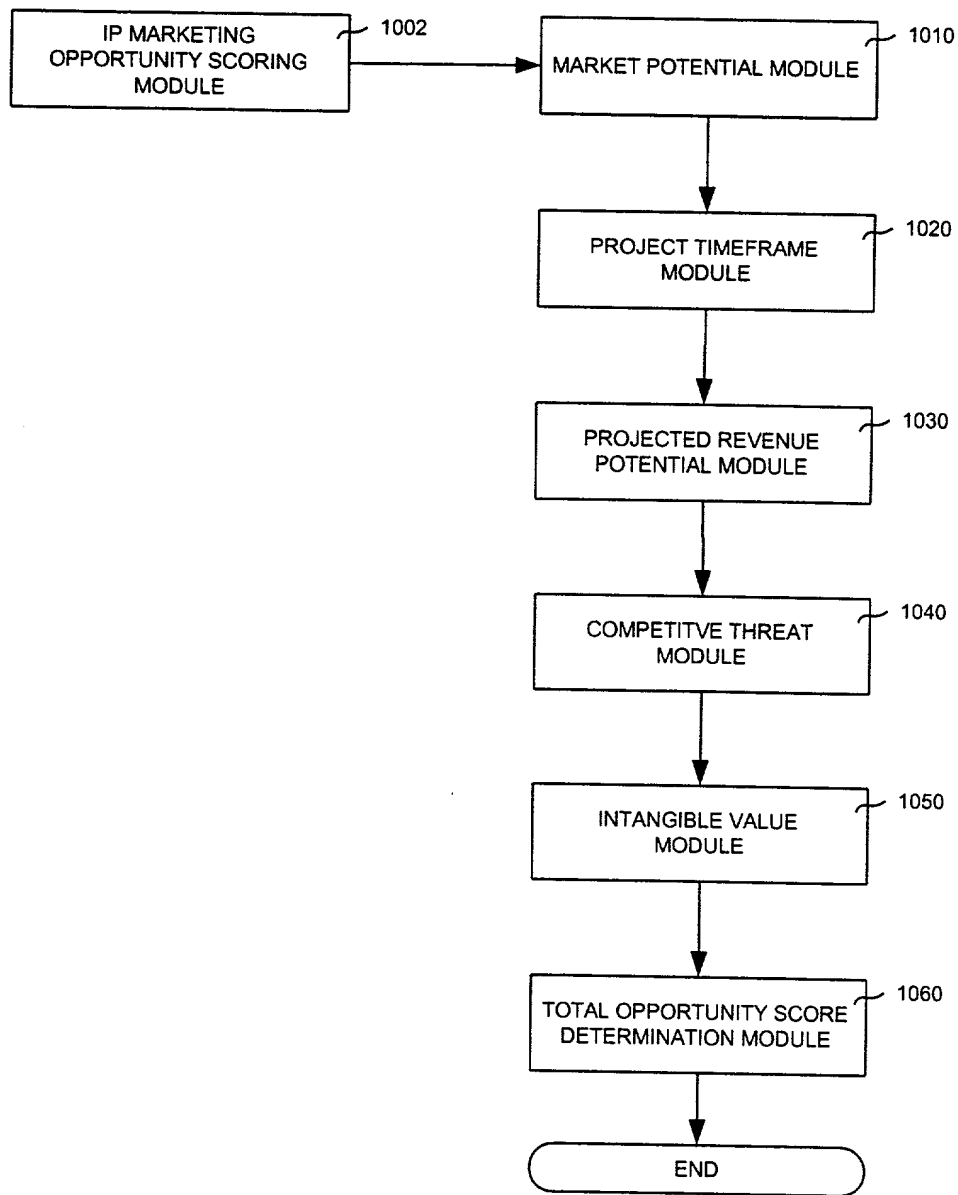 IP MARKETING
OPPORTUNITY SCORING
MODULE
1002
MARKET POTENTIAL MODULE
1010
PROJECT TIMEFRAME
MODULE
1020
PROJECTED REVENUE
POTENTIAL MODULE
1030
COMPETITVE THREAT
MODULE
1040
INTANGIBLE VALUE
MODULE
1050
TOTAL OPPORTUNITY SCORE
DETERMINATION MODULE
1060
END